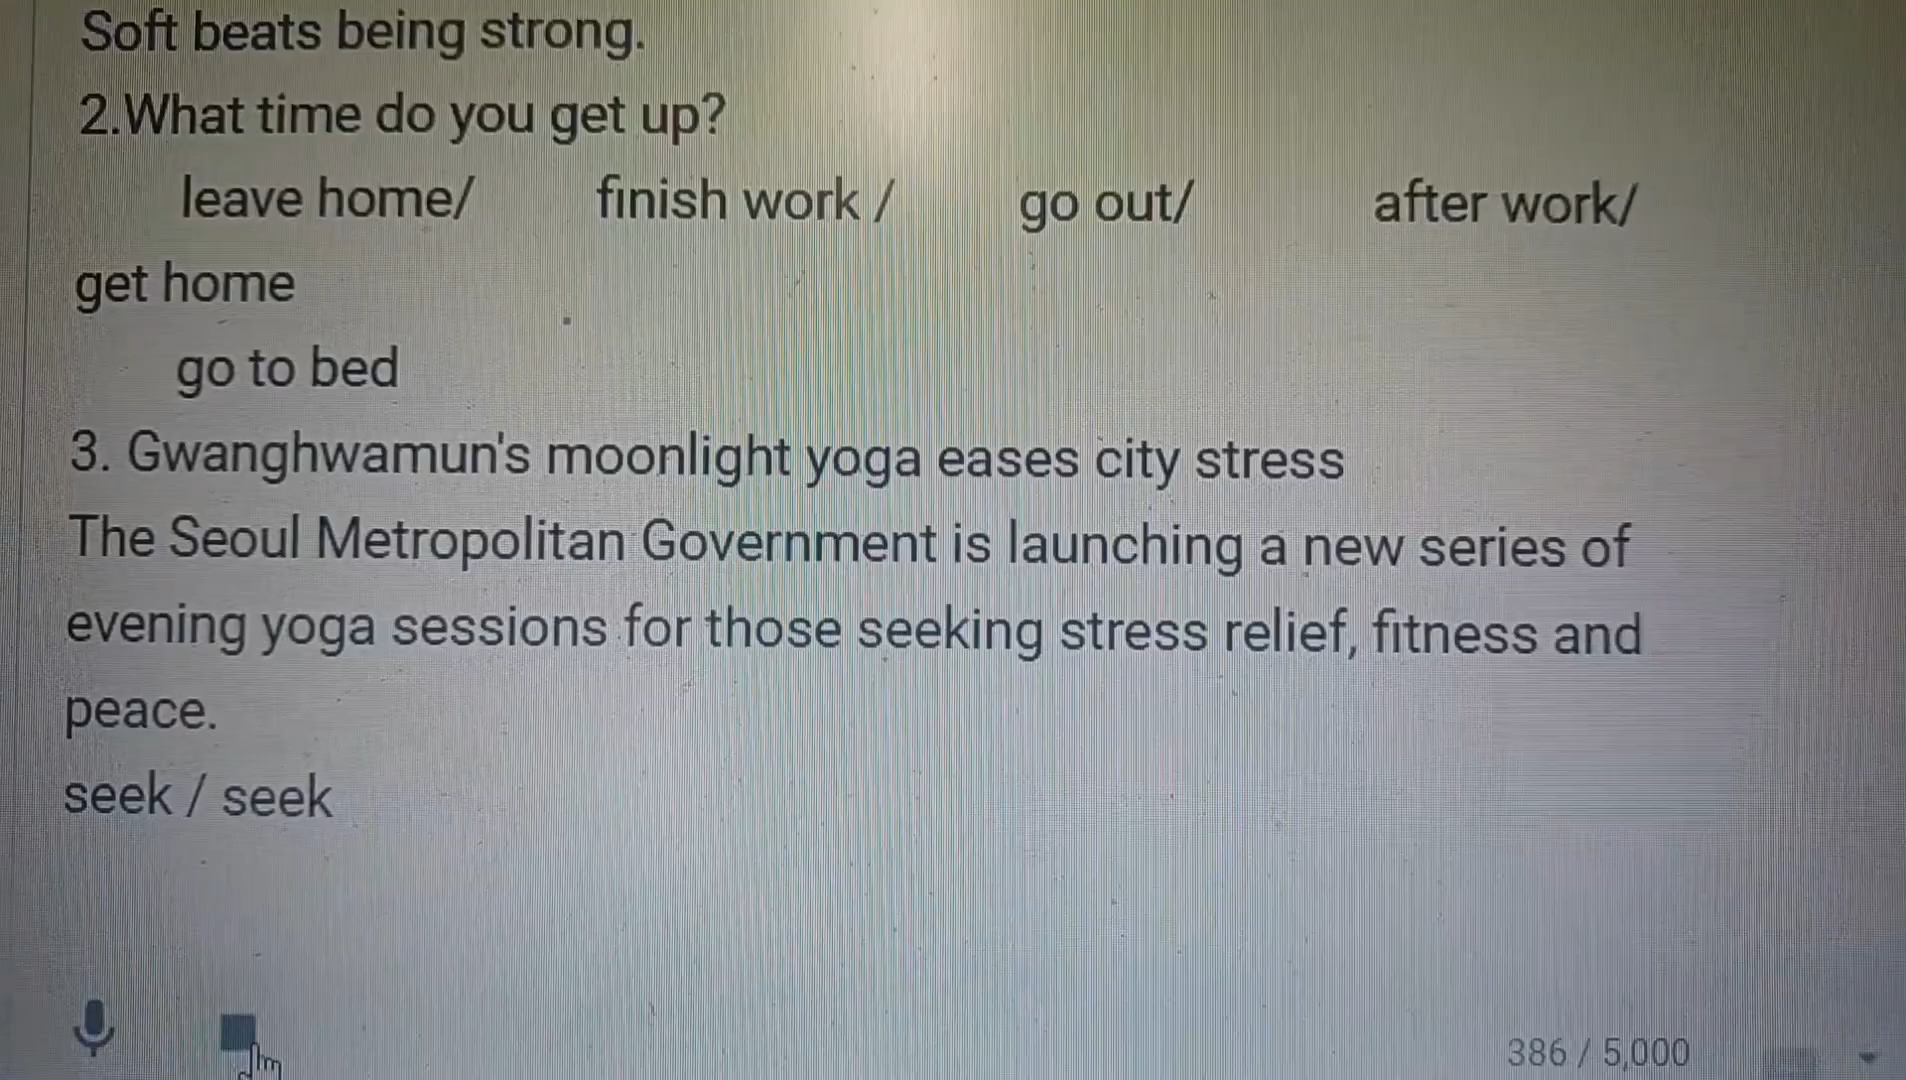 Soft beats being strong.
2.What time do you get up?
leave home/ finish work / go out/ after work/
get home
go to bed
3. Gwanghwamun's moonlight yoga eases city stress
The Seoul Metropolitan Government is launching a new series of
evening yoga sessions for those seeking stress relief, fitness and
peace.
seek / seek
386 / 5,000